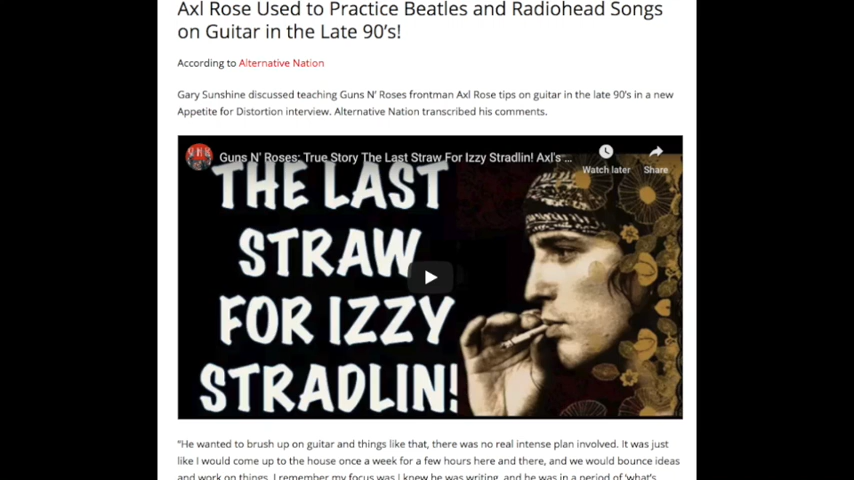 Axl Rose Used to Practice Beatles and Radiohead Songs
on Guitar in the Late 90's!
According to Alternative Nation
Gary Sunshine discussed teaching Guns N' Roses frontman Axl Rose tips on guitar in the late 90's in a new
Appetite for Distortion interview. Alternative Nation transcribed his comments.
Guns N' Roses: True Story The Last Straw For Izzy Stradlin! Axl's ...
Watch later
Share
THE LAST
STRAW
FOR IZZY
STRADLIN!
"He wanted to brush up on guitar and things like that, there was no real intense plan involved. It was just
like I would come up to the house once a week for a few hours here and there, and we would bounce ideas
and work on things. I remember my focus was I knew he was writing, and he was in a period of 'what's